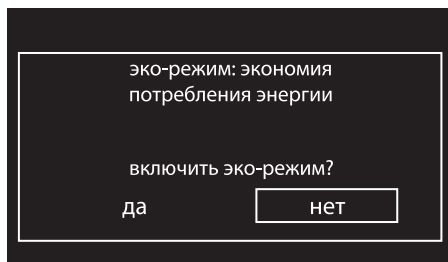 эко-режим: экономия
потребления энергии
включить эко-режим?
да нет